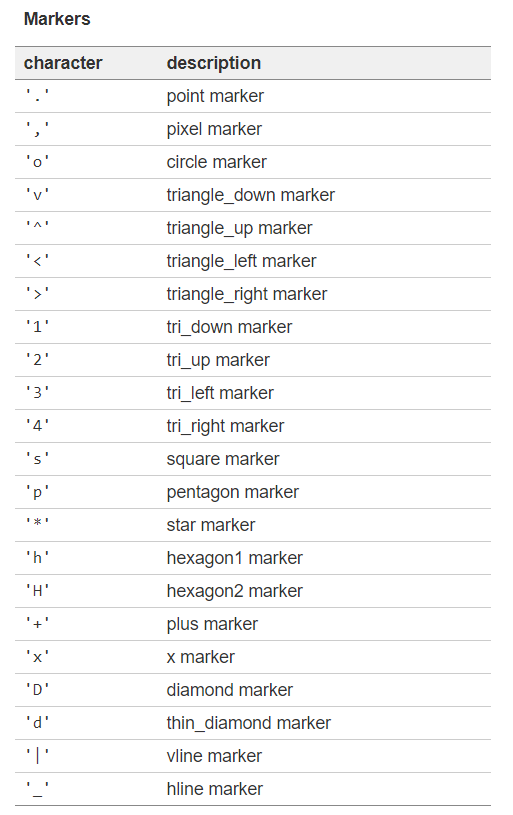 Markers
character description
'.' point marker
',' pixel marker
'o' circle marker
'v' triangle_down marker
'^' triangle_up marker
'<' triangle_left marker
'>' triangle_right marker
'1' tri_down marker
'2' tri_up marker
'3' tri_left marker
'4' tri_right marker
's' square marker
'p' pentagon marker
'*' star marker
'h' hexagon1 marker
'H' hexagon2 marker
'+' plus marker
'x' x marker
'D' diamond marker
'd' thin_diamond marker
'|' vline marker
'_' hline marker